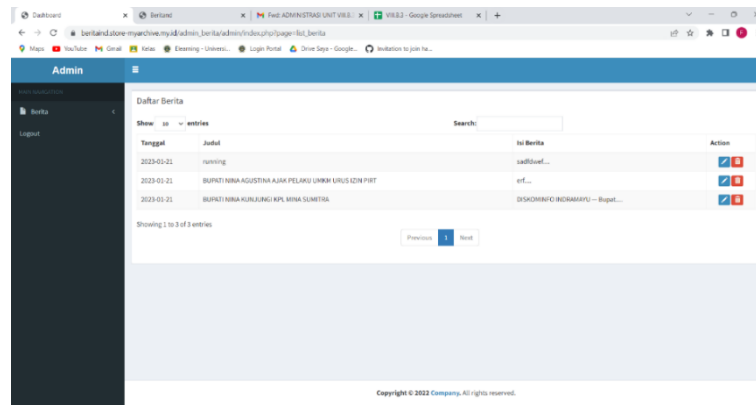 Dashboard
Beritaind
Fwd: ADMINISTRASI UNIT VIII.
VIII.8.2 - Google Spreadsheet
beritaind.store-myarchive.my.id/admin_berita/admin/index.php?page=list_berita
Maps YouTube Gmail Kelas Elearning - Universi... Login Portal Drive Saya - Google... Invitation to join ha...
Admin
MAIN NAVIGATION
Berita
Logout
Daftar Berita
Show 10 entries
Search:
Tanggal Judul Isi Berita Action
2023-01-21 running sadfdwef....
2023-01-21 BUPATI NINA AGUSTINA AJAK PELAKU UMKM URUS IZIN PIRT erf....
2023-01-21 BUPATI NINA KUNJUNGI KPL MINA SUMITRA DISKOMINFO INDRAMAYU — Bupat....
Showing 1 to 3 of 3 entries
Previous 1 Next
Copyright © 2022 Company. All rights reserved.